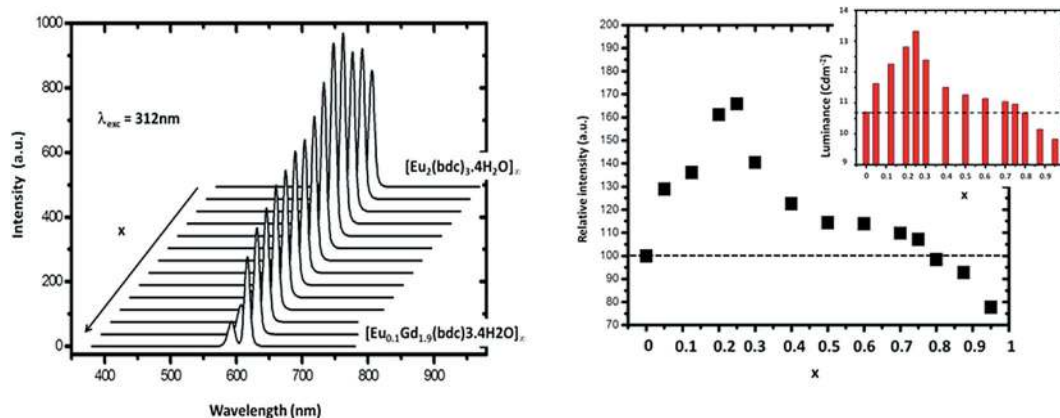 1000
800
600
400
200
0
Intensity (a.u.)
λexc = 312nm
[Eu2(bdc)3.4H2O]∞
x
[Eu0.1Gd1.9(bdc)3.4H2O]∞
400 500 600 700 800 900
Wavelength (nm)
200
190
180
170
160
150
140
130
120
110
100
90
80
70
Relative intensity (a.u.)
0 0.1 0.2 0.3 0.4 0.5 0.6 0.7 0.8 0.9 1
x
14
13
12
11
10
9
Luminance (Cdm-2)
0 0.1 0.2 0.3 0.4 0.5 0.6 0.7 0.8 0.9
x